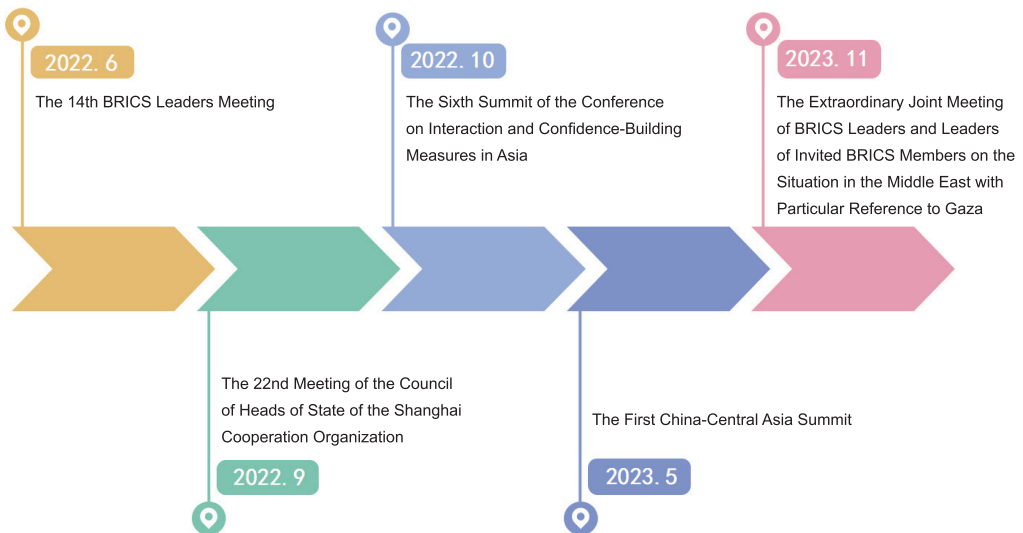 2022. 6
The 14th BRICS Leaders Meeting
2022. 10
The Sixth Summit of the Conference
on Interaction and Confidence-Building
Measures in Asia
2023. 11
The Extraordinary Joint Meeting
of BRICS Leaders and Leaders
of Invited BRICS Members on the
Situation in the Middle East with
Particular Reference to Gaza
The 22nd Meeting of the Council
of Heads of State of the Shanghai
Cooperation Organization
2022. 9
The First China-Central Asia Summit
2023. 5